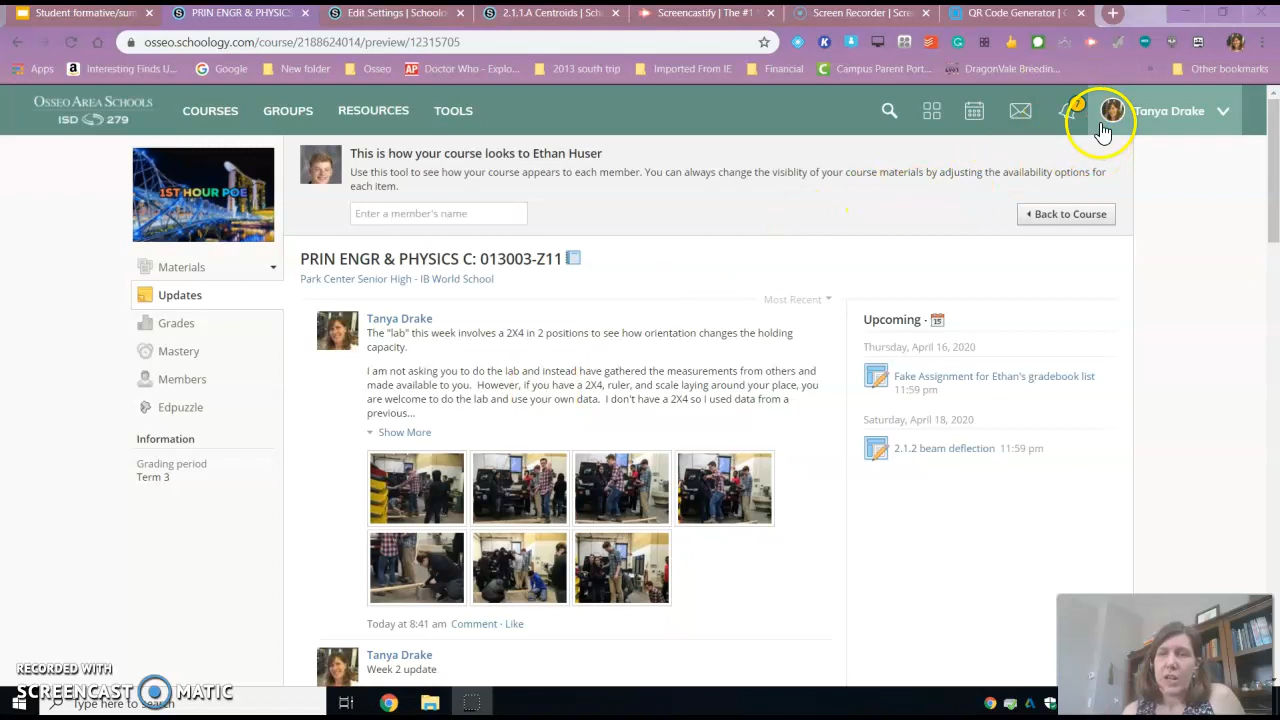 Student formative/sum
PRIN ENGR & PHYSICS
Edit Settings | Schoolo
2.1.1.A Centroids | Sch
Screencastify | The #1
Screen Recorder | Scre
QR Code Generator | C
osseo.schoology.com/course/2188624014/preview/12315705
Apps
Interesting Finds U...
Google
New folder
Osseo
Doctor Who - Explo...
2013 south trip
Imported From IE
Financial
Campus Parent Port...
DragonVale Breedin...
Other bookmarks
OSSEO AREA SCHOOLS
ISD 279
COURSES
GROUPS
RESOURCES
TOOLS
7
Tanya Drake
1ST HOUR POE
This is how your course looks to Ethan Huser
Use this tool to see how your course appears to each member. You can always change the visiblity of your course materials by adjusting the availability options for
each item.
Enter a member's name
Back to Course
Materials
Updates
Grades
Mastery
Members
Edpuzzle
Information
Grading period
Term 3
PRIN ENGR & PHYSICS C: 013003-Z11
Park Center Senior High - IB World School
Most Recent
Tanya Drake
The "lab" this week involves a 2X4 in 2 positions to see how orientation changes the holding
capacity.
I am not asking you to do the lab and instead have gathered the measurements from others and
made available to you. However, if you have a 2X4, ruler, and scale laying around your place, you
are welcome to do the lab and use your own data. I don't have a 2X4 so I used data from a
previous...
Show More
Today at 8:41 am Comment · Like
Tanya Drake
Week 2 update
Upcoming · 15
Thursday, April 16, 2020
Fake Assignment for Ethan's gradebook list
11:59 pm
Saturday, April 18, 2020
2.1.2 beam deflection 11:59 pm
RECORDED WITH
SCREENCAST MATIC
Type here to search